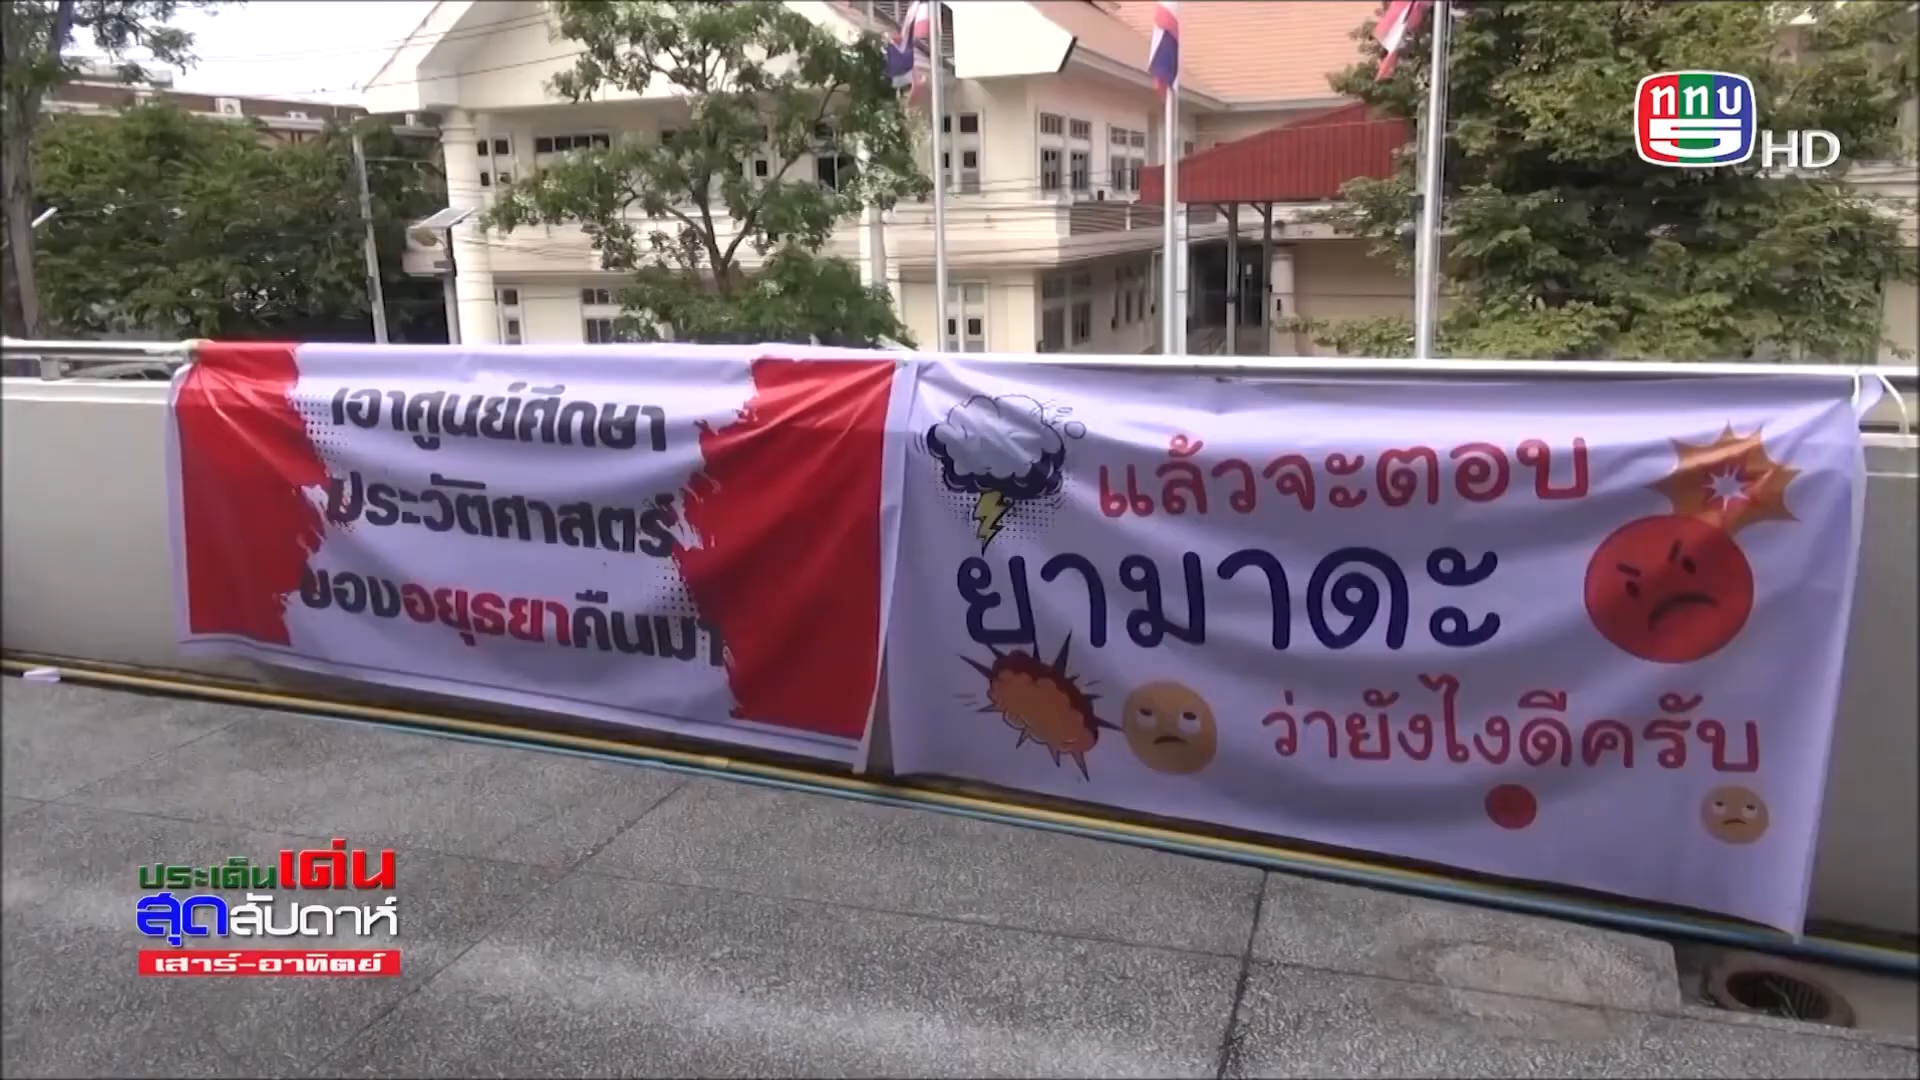 ททบ
5 HD
เอาศูนย์ศึกษา
ประวัติศาสตร์
ของอยุธยาคืนมา
แล้วจะตอบ
ยามาดะ
ว่ายังไงดีครับ
ประเด็นเด่น
สุดสัปดาห์
เสาร์-อาทิตย์